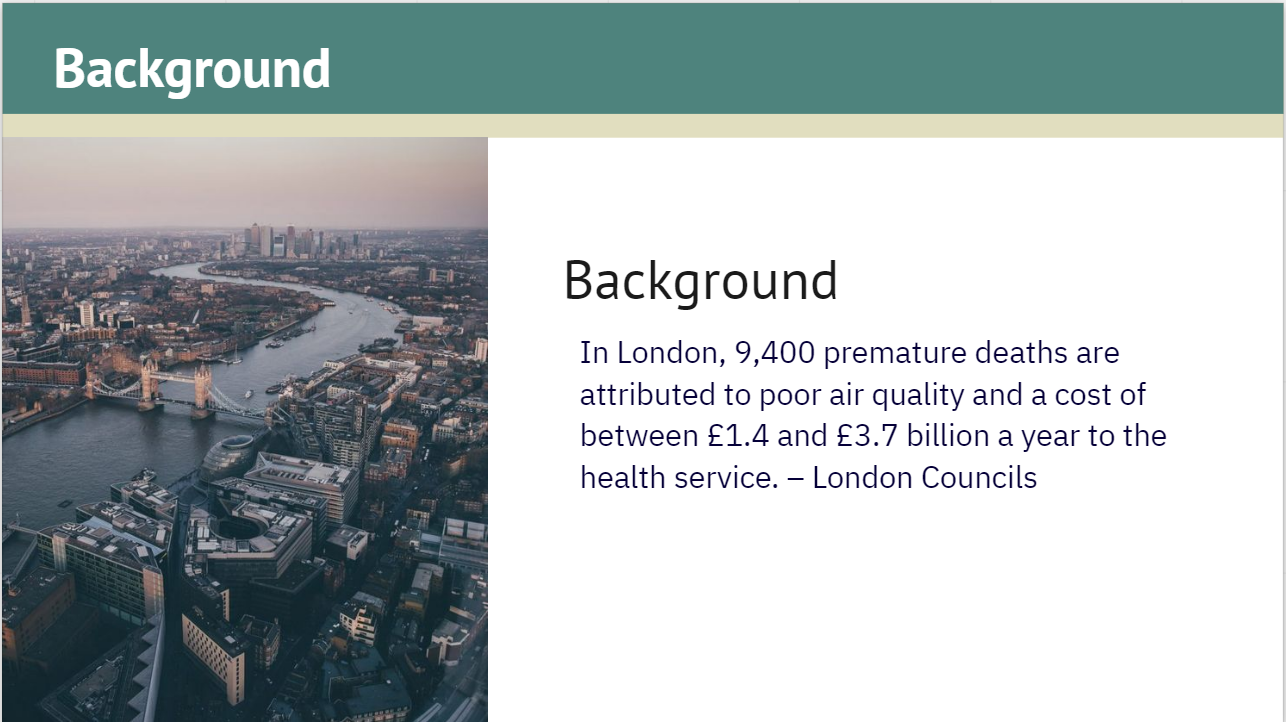 Background
Background
In London, 9,400 premature deaths are
attributed to poor air quality and a cost of
between £1.4 and £3.7 billion a year to the
health service. – London Councils